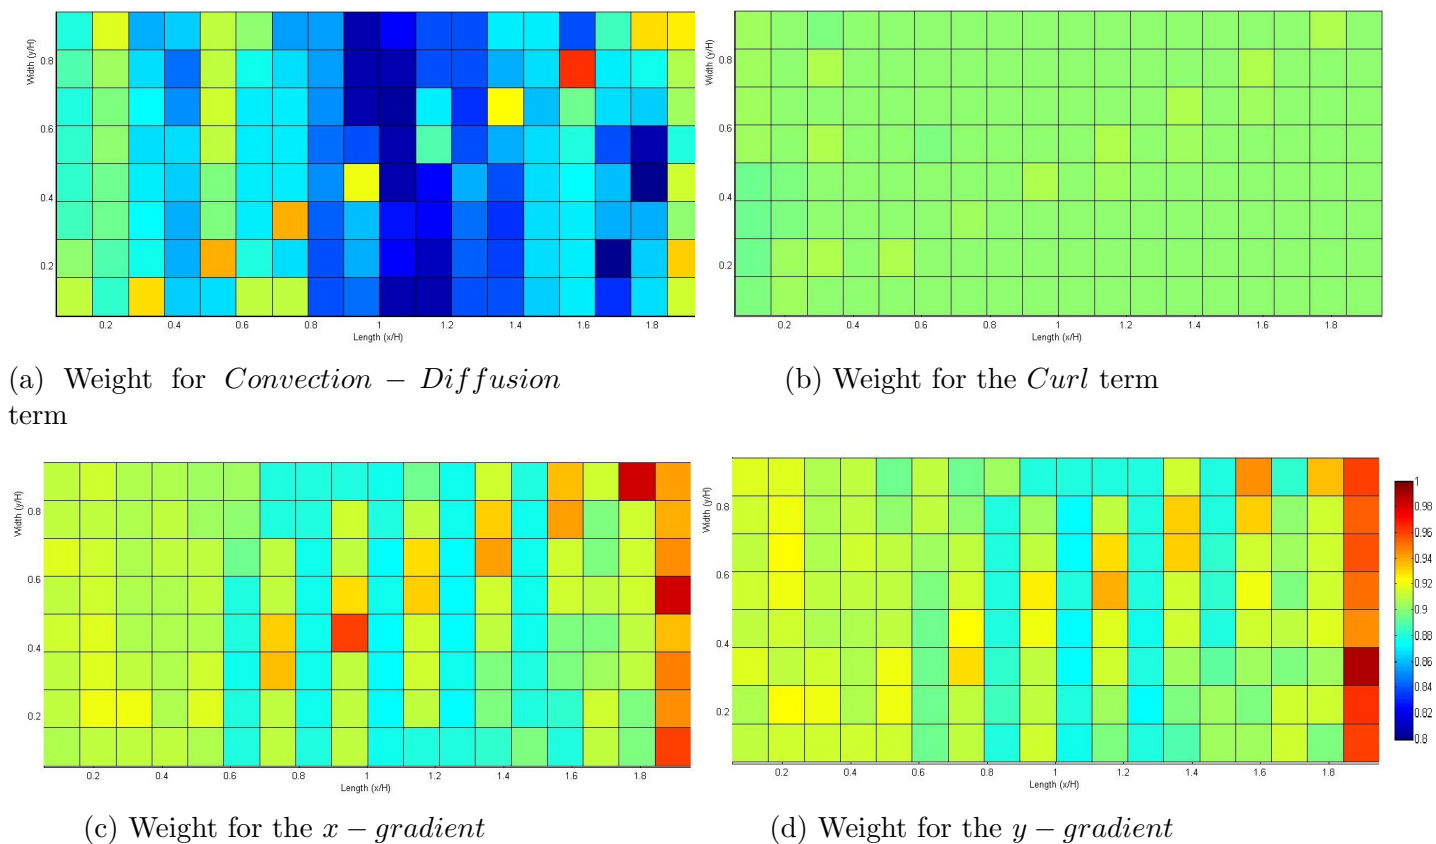 Width (y/H)
0.8
0.6
0.4
0.2
0.2 0.4 0.6 0.8 1 1.2 1.4 1.6 1.8
Length (x/H)
(a) Weight for Convection − Diffusion
term
Width (y/H)
0.8
0.6
0.4
0.2
0.2 0.4 0.6 0.8 1 1.2 1.4 1.6 1.8
Length (x/H)
(b) Weight for the Curl term
Width (y/H)
0.8
0.6
0.4
0.2
0.2 0.4 0.6 0.8 1 1.2 1.4 1.6 1.8
Length (x/H)
(c) Weight for the x − gradient
Width (y/H)
0.8
0.6
0.4
0.2
0.2 0.4 0.6 0.8 1 1.2 1.4 1.6 1.8
Length (x/H)
1
0.98
0.96
0.94
0.92
0.9
0.88
0.86
0.84
0.82
0.8
(d) Weight for the y − gradient